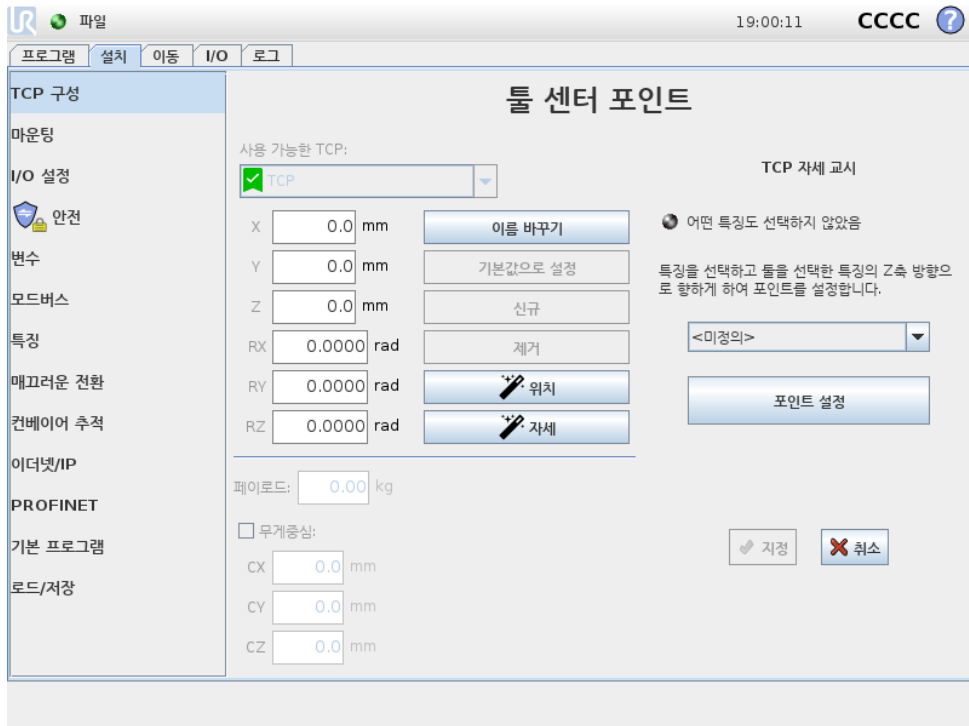 UR 파일 19:00:11 CCCC ?
프로그램 설치 이동 I/O 로그
TCP 구성
마운팅
I/O 설정
안전
변수
모드버스
특징
매끄러운 전환
컨베이어 추적
이더넷/IP
PROFINET
기본 프로그램
로드/저장
툴 센터 포인트
사용 가능한 TCP:
TCP
X 0.0 mm 이름 바꾸기
Y 0.0 mm 기본값으로 설정
Z 0.0 mm 신규
RX 0.0000 rad 제거
RY 0.0000 rad 위치
RZ 0.0000 rad 자세
페이로드: 0.00 kg
무게중심:
CX 0.0 mm
CY 0.0 mm
CZ 0.0 mm
TCP 자세 교시
어떤 특징도 선택하지 않았음
특징을 선택하고 툴을 선택한 특징의 Z축 방향으
로 향하게 하여 포인트를 설정합니다.
<미정의>
포인트 설정
지정 취소